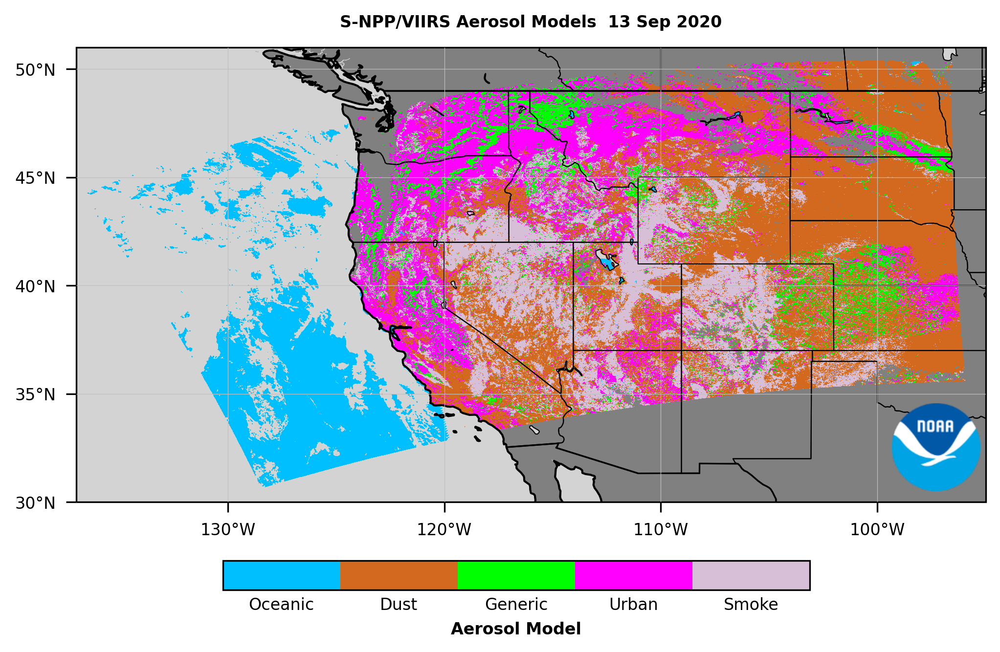 S-NPP/VIIRS Aerosol Models  13 Sep 2020
50°N
45°N
40°N
35°N
30°N
NOAA
130°W 120°W 110°W 100°W
Oceanic Dust Generic Urban Smoke
Aerosol Model